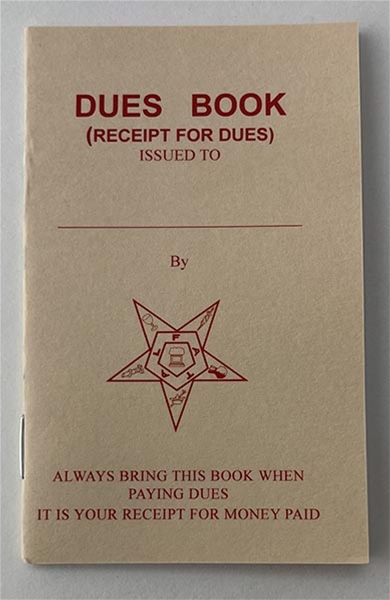 DUES BOOK
(RECEIPT FOR DUES)
ISSUED TO
By
F
A
T
A
L
ALWAYS BRING THIS BOOK WHEN
PAYING DUES
IT IS YOUR RECEIPT FOR MONEY PAID